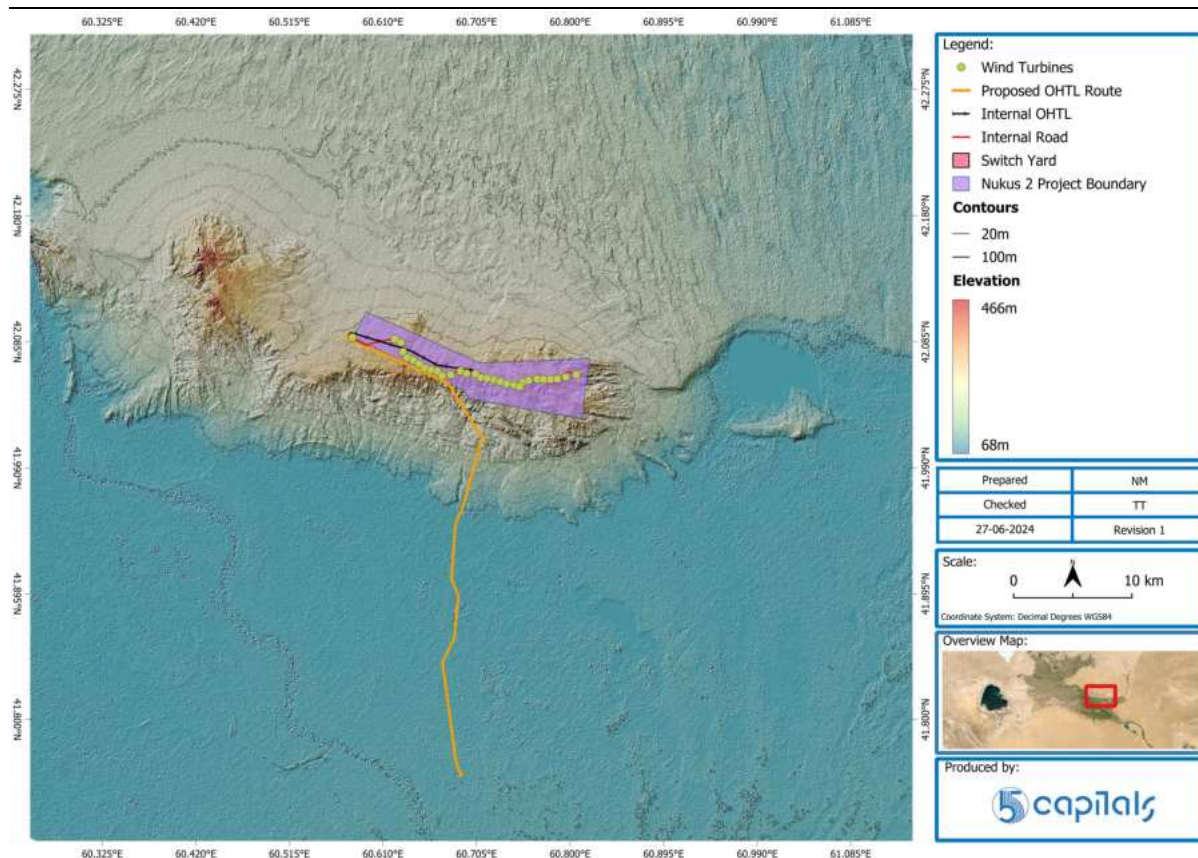 60.325°E 60.420°E 60.515°E 60.610°E 60.705°E 60.800°E 60.895°E 60.990°E 61.085°E
42.275°N 42.275°N
42.180°N 42.180°N
42.085°N 42.085°N
41.990°N 41.990°N
41.895°N 41.895°N
41.800°N 41.800°N
60.325°E 60.420°E 60.515°E 60.610°E 60.705°E 60.800°E 60.895°E 60.990°E 61.085°E
Legend:
Wind Turbines
Proposed OHTL Route
Internal OHTL
Internal Road
Switch Yard
Nukus 2 Project Boundary
Contours
20m
100m
Elevation
466m
68m
Prepared NM
Checked TT
27-06-2024 Revision 1
Scale:
N
0 10 km
Coordinate System: Decimal Degrees WGS84
Overview Map:
Produced by:
5 capitals